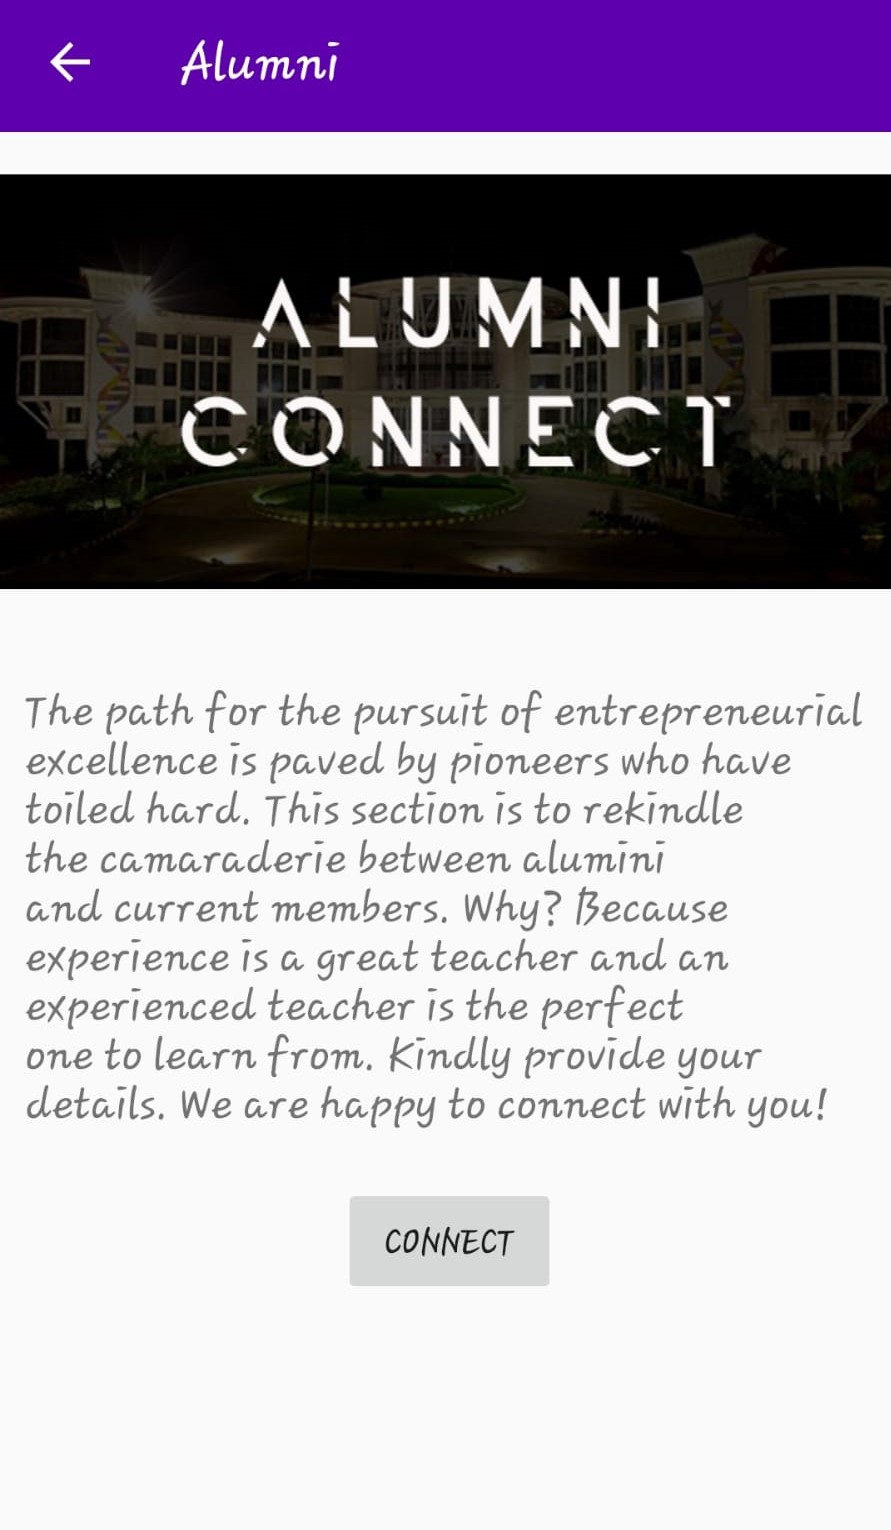 Alumni
ALUMNI
CONNECT
The path for the pursuit of entrepreneurial
excellence is paved by pioneers who have
toiled hard. This section is to rekindle
the camaraderie between alumini
and current members. Why? Because
experience is a great teacher and an
experienced teacher is the perfect
one to learn from. Kindly provide your
details. We are happy to connect with you!
CONNECT